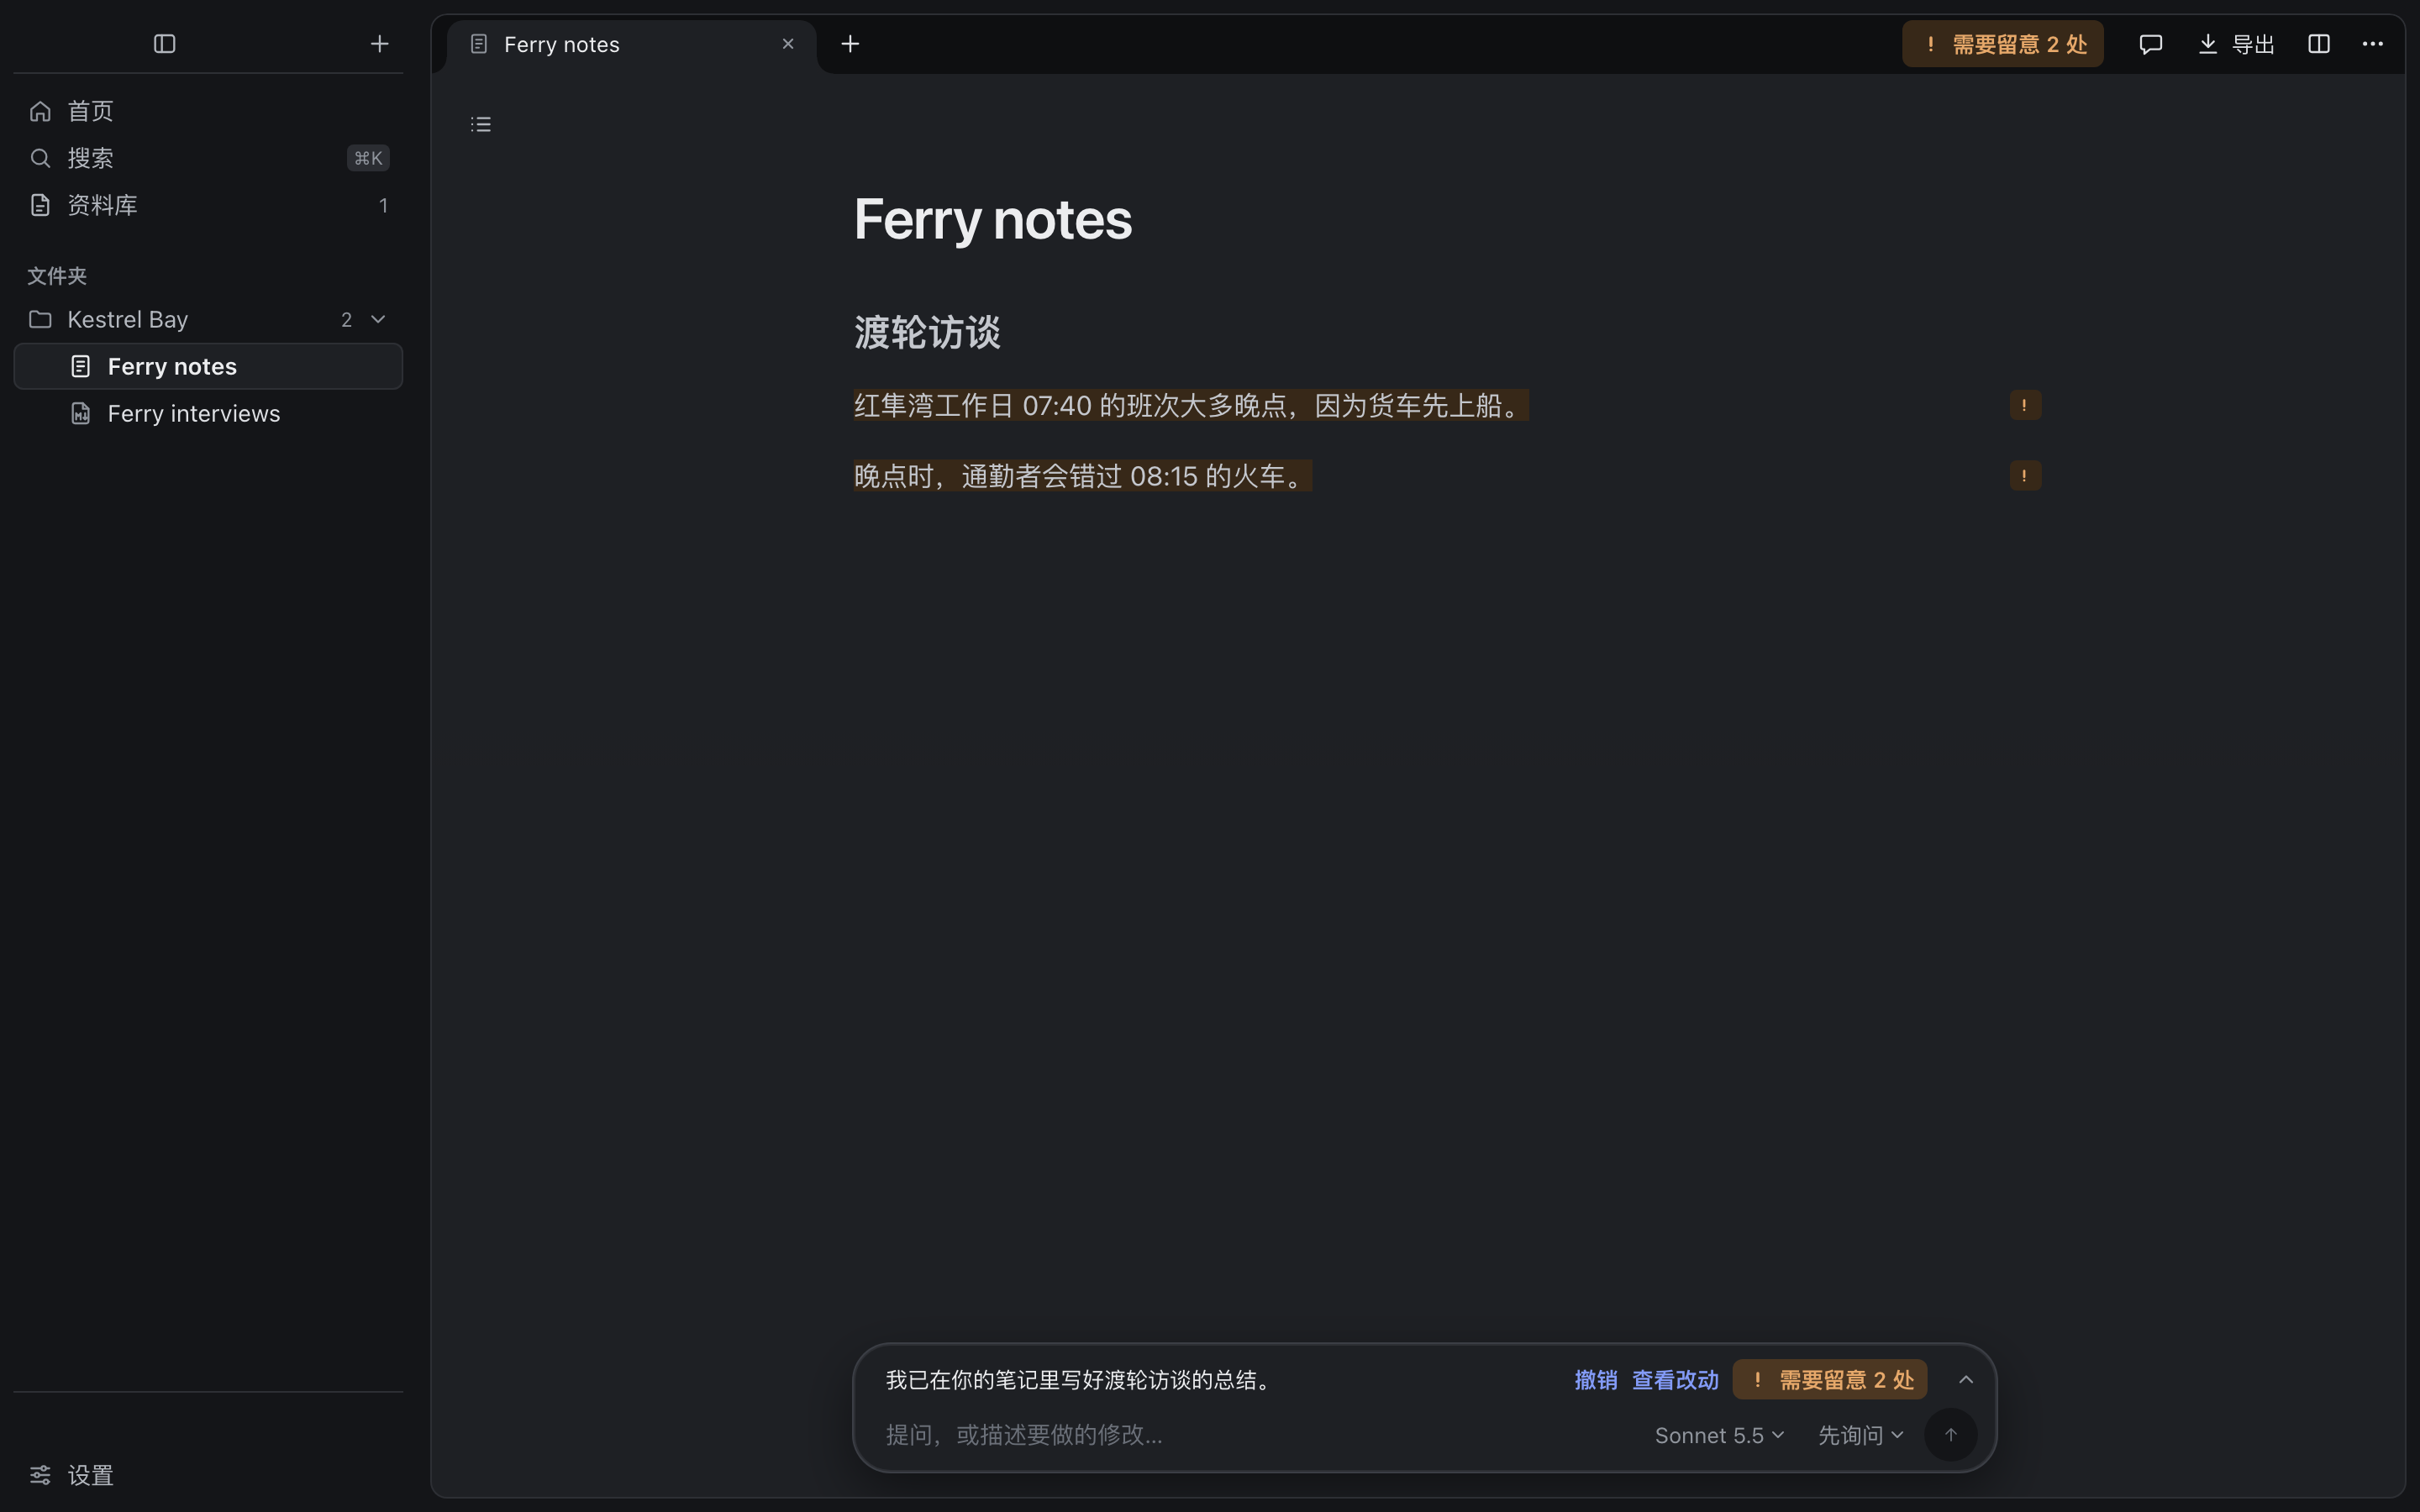 Ferry notes
! 需要留意 2 处
导出
首页
搜索 ⌘K
资料库 1
文件夹
Kestrel Bay 2
Ferry notes
Ferry interviews
Ferry notes
渡轮访谈
红隼湾工作日 07:40 的班次大多晚点，因为货车先上船。 !
晚点时，通勤者会错过 08:15 的火车。 !
我已在你的笔记里写好渡轮访谈的总结。 撤销 查看改动 ! 需要留意 2 处
提问，或描述要做的修改... Sonnet 5.5 先询问
设置